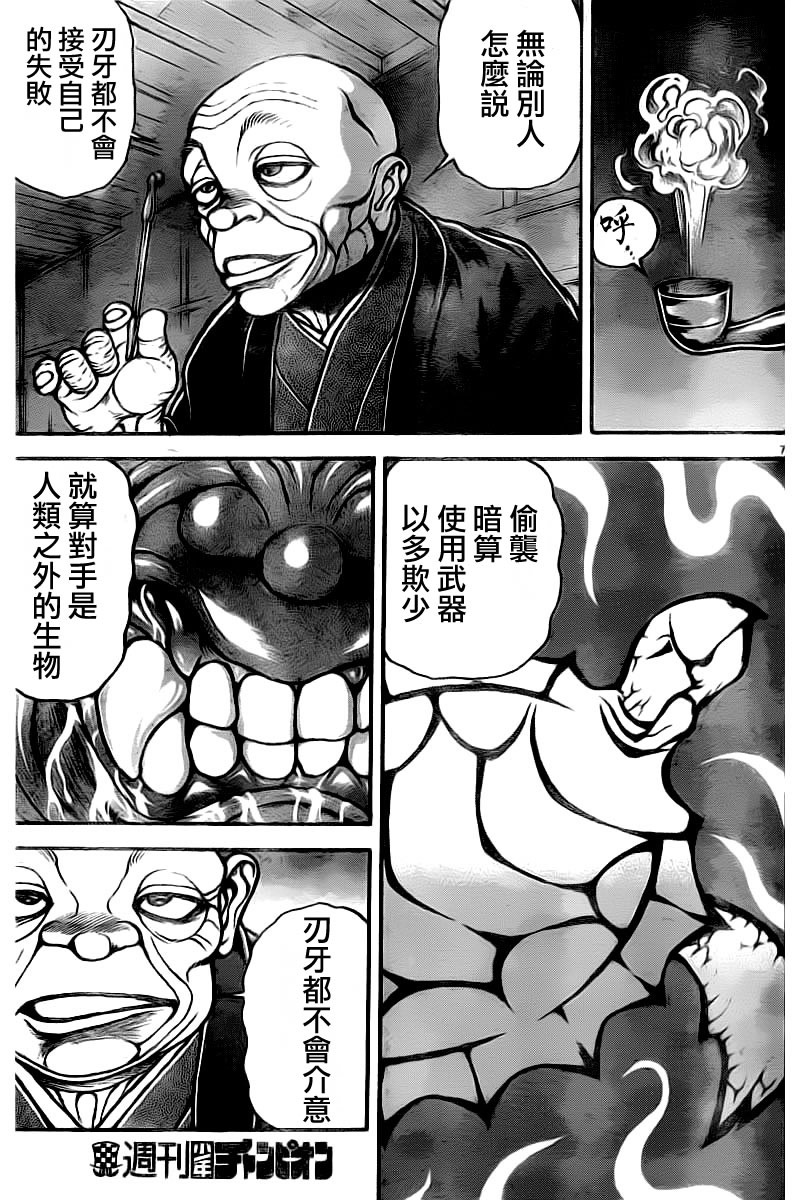 呼…
無論別人
怎麼説
刃牙都不會
接受自己
的失敗
7
偷襲
暗算
使用武器
以多欺少
就算對手是
人類之外的生物
刃牙都不會介意
週刊少年チャンピオン